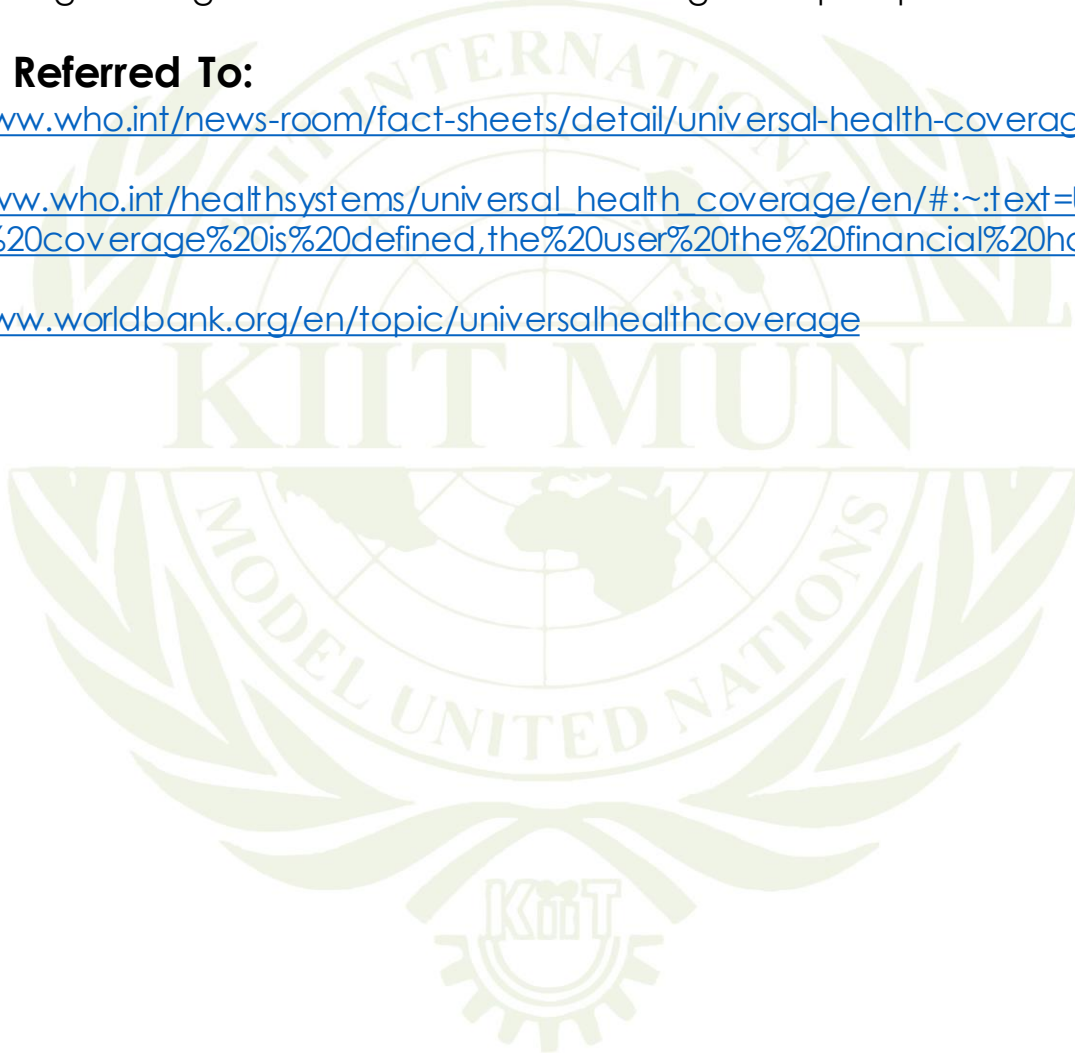 Referred To:
ww.who.int/news-room/fact-sheets/detail/universal-health-coverag
ww.who.int/healthsystems/universal_health_coverage/en/#:~:text=
%20coverage%20is%20defined,the%20user%20the%20financial%20ha
ww.worldbank.org/en/topic/universalhealthcoverage
KIIT INTERNATIONAL
KIIT MUN
MODEL UNITED NATIONS
KiiT